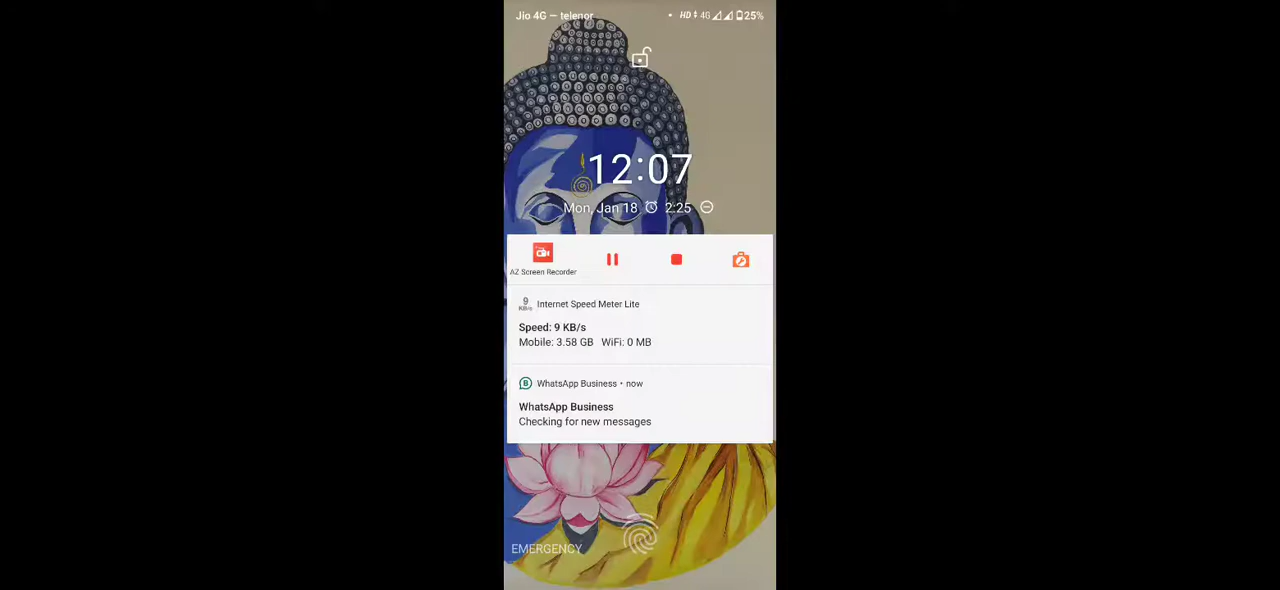 Jio 4G — telenor
HD 4G 25%
12:07
Mon, Jan 18 2:25
AZ Screen Recorder
9 KB/s Internet Speed Meter Lite
Speed: 9 KB/s
Mobile: 3.58 GB WiFi: 0 MB
B WhatsApp Business • now
WhatsApp Business
Checking for new messages
EMERGENCY